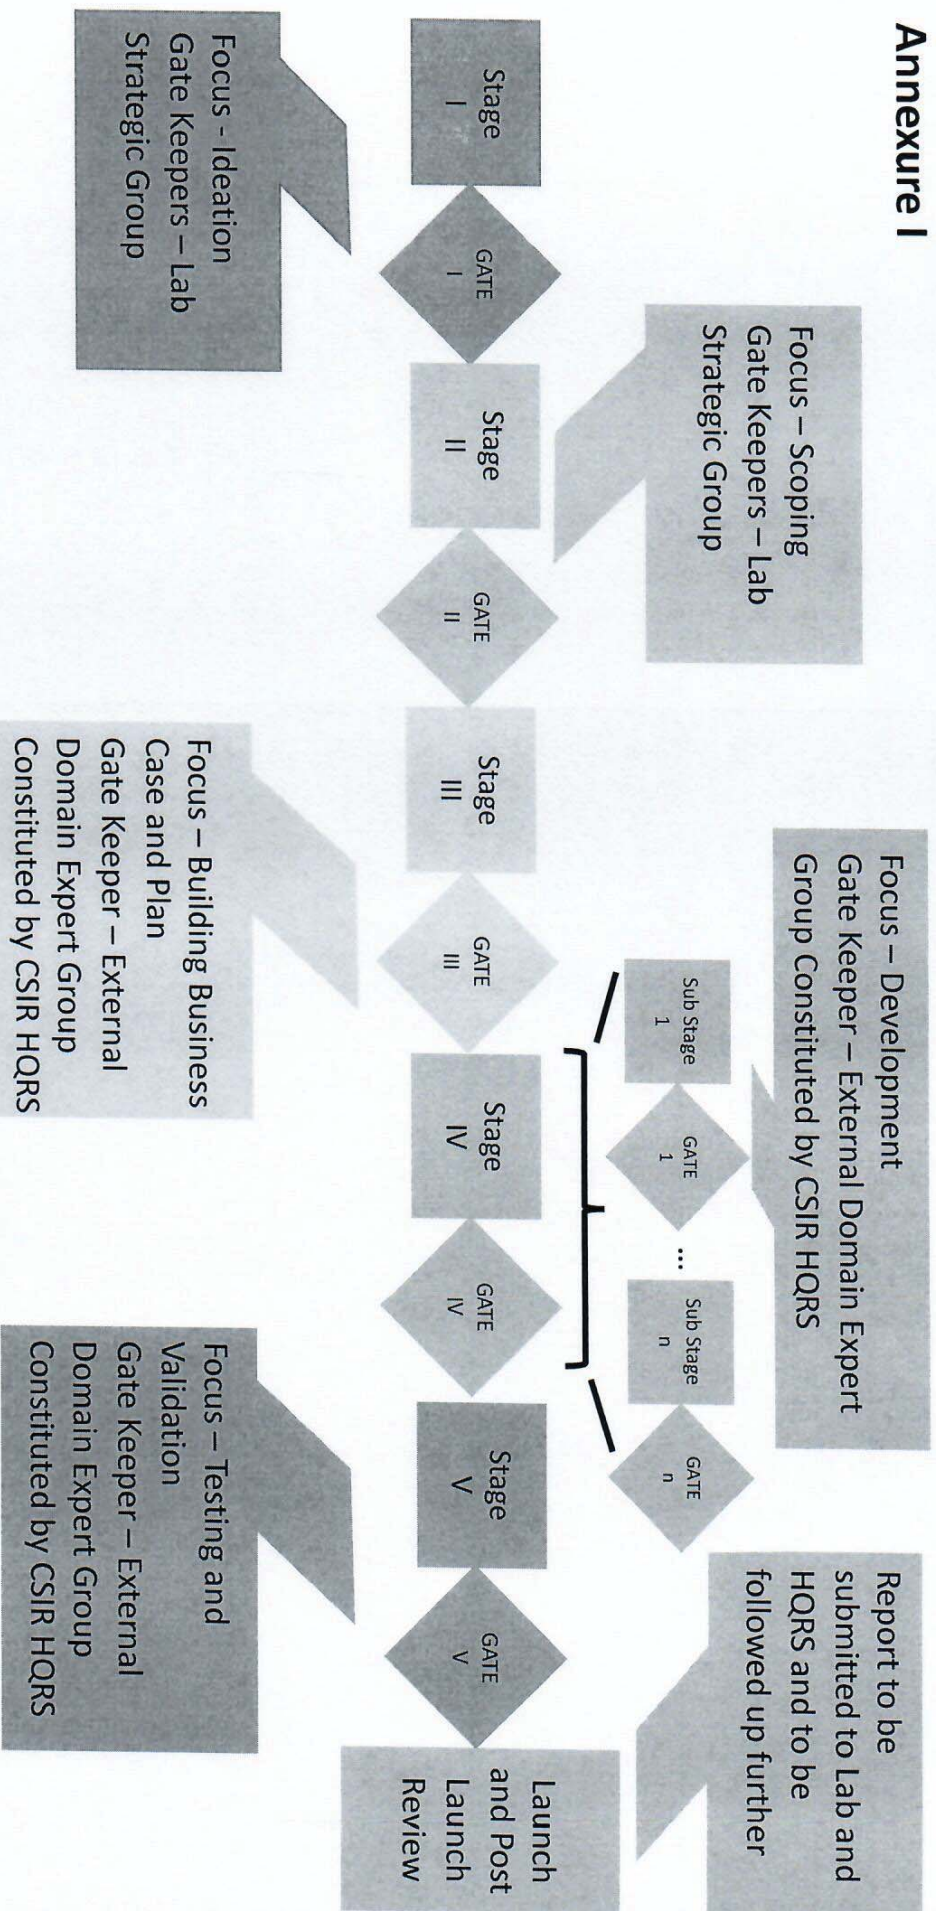 Annexure I
Focus – Scoping
Gate Keepers – Lab
Strategic Group
Focus – Development
Gate Keeper – External Domain Expert
Group Constituted by CSIR HQRS
Report to be
submitted to Lab and
HQRS and to be
followed up further
Sub Stage
1
GATE
1
...
Sub Stage
n
GATE
n
Stage
I
GATE
I
Stage
II
GATE
II
Stage
III
GATE
III
Stage
IV
GATE
IV
Stage
V
GATE
V
Launch
and Post
Launch
Review
Focus - Ideation
Gate Keepers – Lab
Strategic Group
Focus – Building Business
Case and Plan
Gate Keeper – External
Domain Expert Group
Constituted by CSIR HQRS
Focus – Testing and
Validation
Gate Keeper – External
Domain Expert Group
Constituted by CSIR HQRS